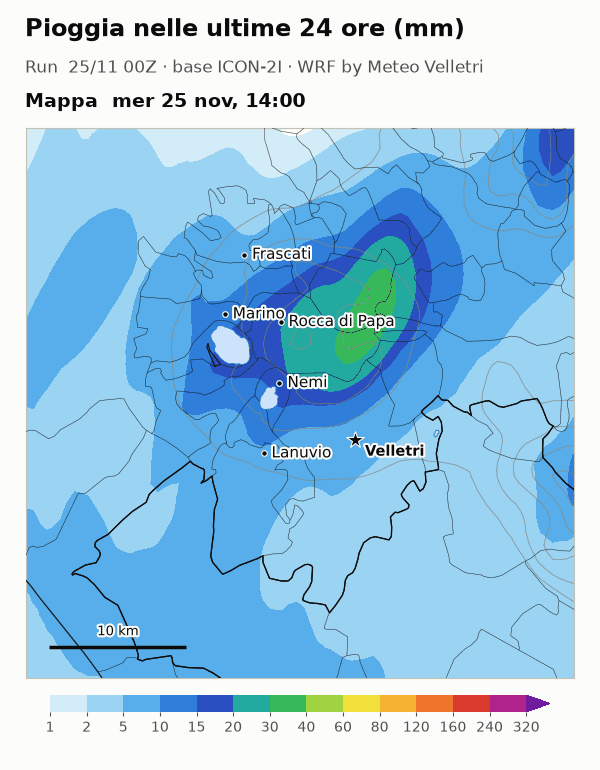 Pioggia nelle ultime 24 ore (mm)
Run  25/11 00Z · base ICON-2I · WRF by Meteo Velletri
Mappa  mer 25 nov, 14:00
Frascati
Marino
Rocca di Papa
Nemi
Velletri
Lanuvio
10 km
1 2 5 10 15 20 30 40 60 80 120 160 240 320